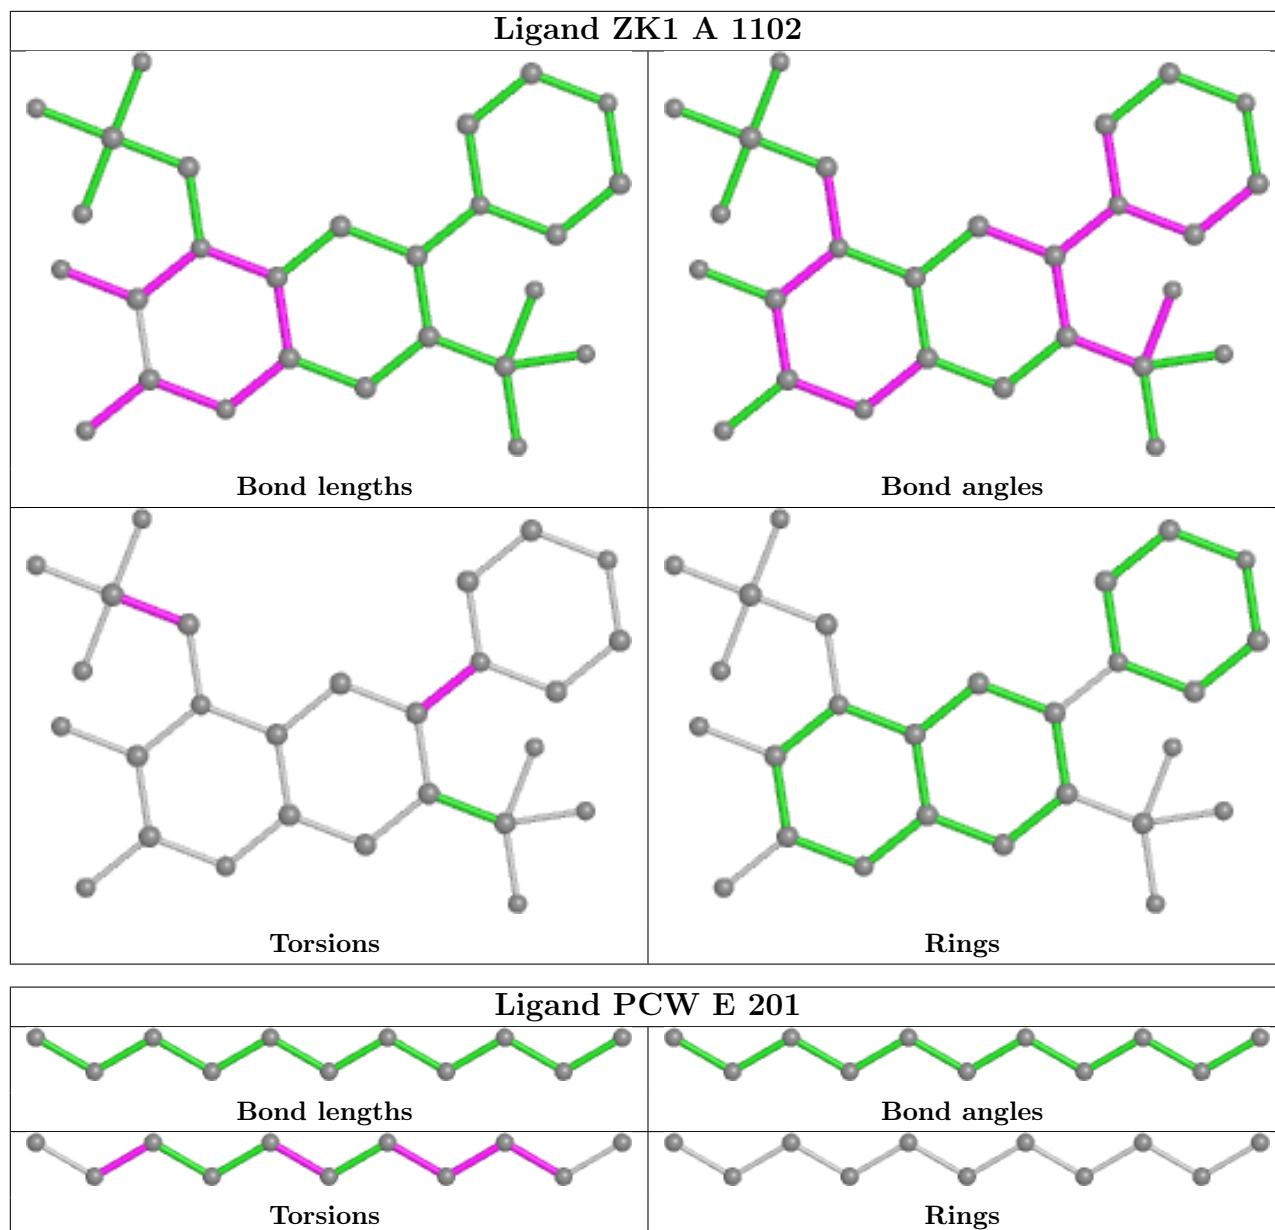 Ligand ZK1 A 1102
Bond lengths
Bond angles
Torsions
Rings
Ligand PCW E 201
Bond lengths
Bond angles
Torsions
Rings